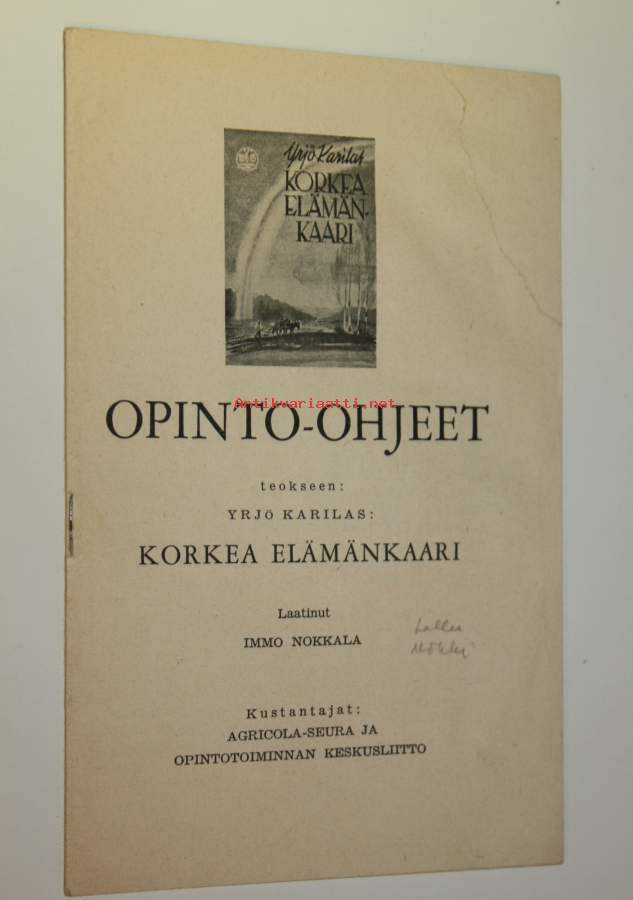 Yrjö Karilas
KORKEA
ELÄMÄN-
KAARI
Antikvariaatti.net
OPINTO-OHJEET
teokseen:
YRJÖ KARILAS:
KORKEA ELÄMÄNKAARI
Laatinut
IMMO NOKKALA
Kustantajat:
AGRICOLA-SEURA JA
OPINTOTOIMINNAN KESKUSLIITTO